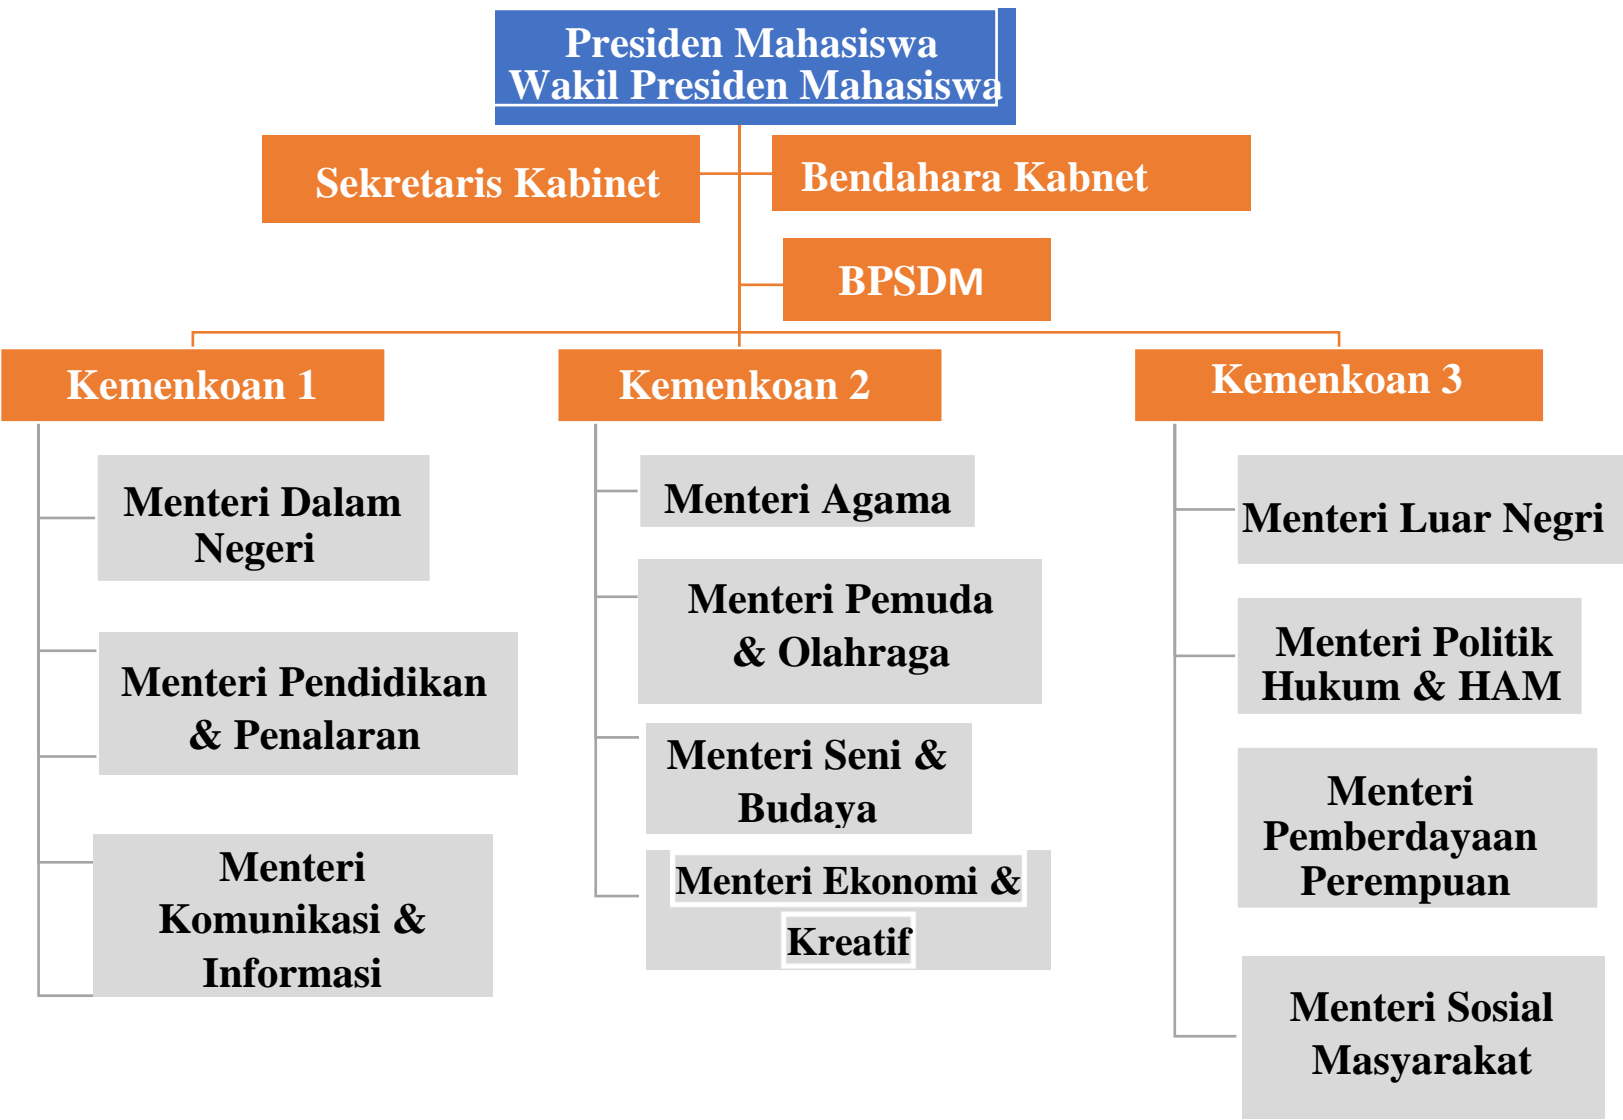 Presiden Mahasiswa
Wakil Presiden Mahasiswa
Sekretaris Kabinet
Bendahara Kabnet
BPSDM
Kemenkoan 1
Kemenkoan 2
Kemenkoan 3
Menteri Dalam
Negeri
Menteri Pendidikan
& Penalaran
Menteri
Komunikasi &
Informasi
Menteri Agama
Menteri Pemuda
& Olahraga
Menteri Seni &
Budaya
Menteri Ekonomi &
Kreatif
Menteri Luar Negri
Menteri Politik
Hukum & HAM
Menteri
Pemberdayaan
Perempuan
Menteri Sosial
Masyarakat